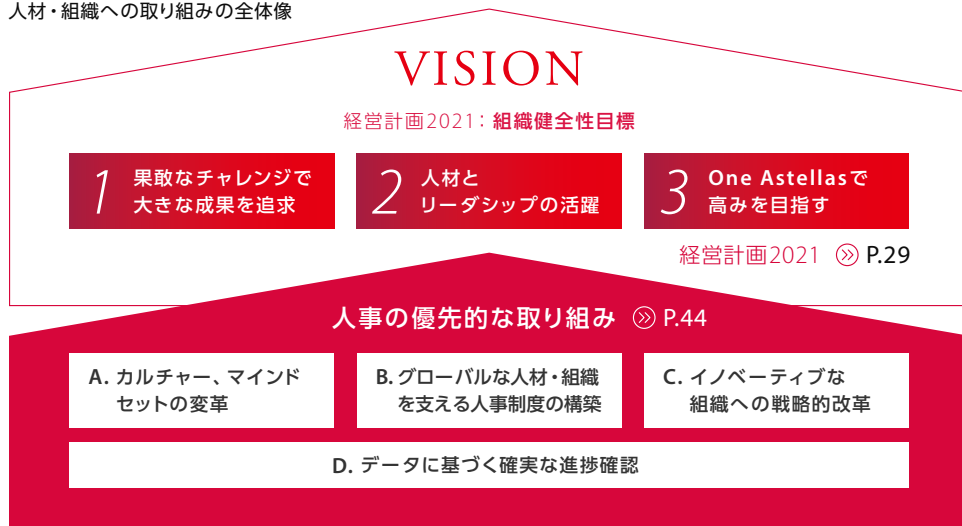 人材・組織への取り組みの全体像
VISION
経営計画2021：組織健全性目標
1 果敢なチャレンジで
大きな成果を追求
2 人材と
リーダシップの活躍
3 One Astellasで
高みを目指す
経営計画2021 P.29
人事の優先的な取り組み P.44
A. カルチャー、マインド
セットの変革
B. グローバルな人材・組織
を支える人事制度の構築
C. イノベーティブな
組織への戦略的改革
D. データに基づく確実な進捗確認